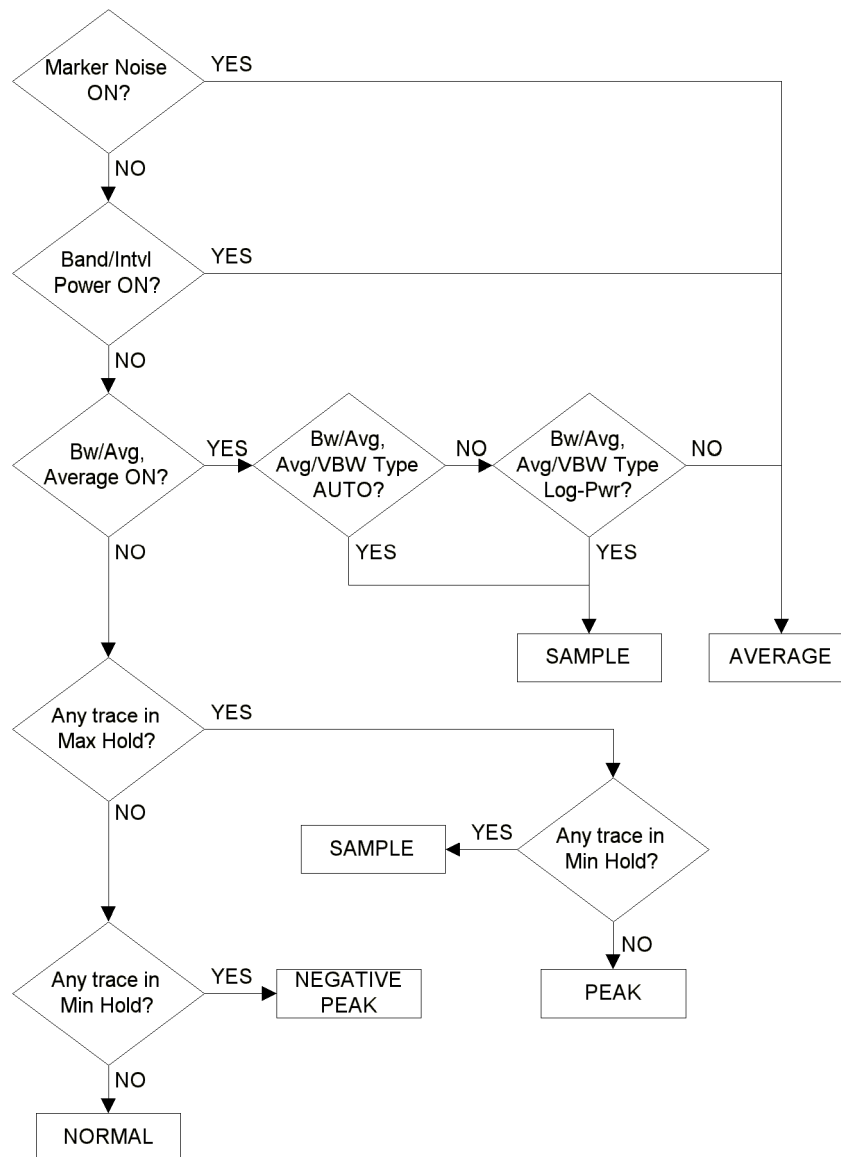 Marker Noise
ON?
YES
NO
Band/Intvl
Power ON?
YES
NO
Bw/Avg,
Average ON?
YES
Bw/Avg,
Avg/VBW Type
AUTO?
NO
Bw/Avg,
Avg/VBW Type
Log-Pwr?
NO
NO
YES
YES
SAMPLE
AVERAGE
Any trace in
Max Hold?
YES
NO
SAMPLE
YES
Any trace in
Min Hold?
NO
PEAK
Any trace in
Min Hold?
YES
NEGATIVE
PEAK
NO
NORMAL